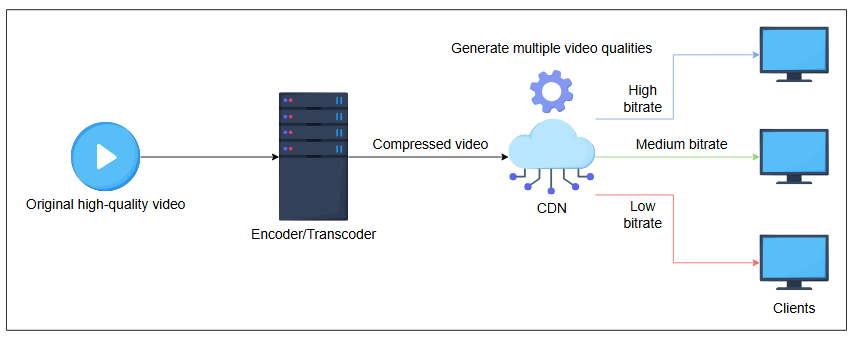 Generate multiple video qualities
High
bitrate
Compressed video
Medium bitrate
Original high-quality video
Low
bitrate
CDN
Encoder/Transcoder
Clients